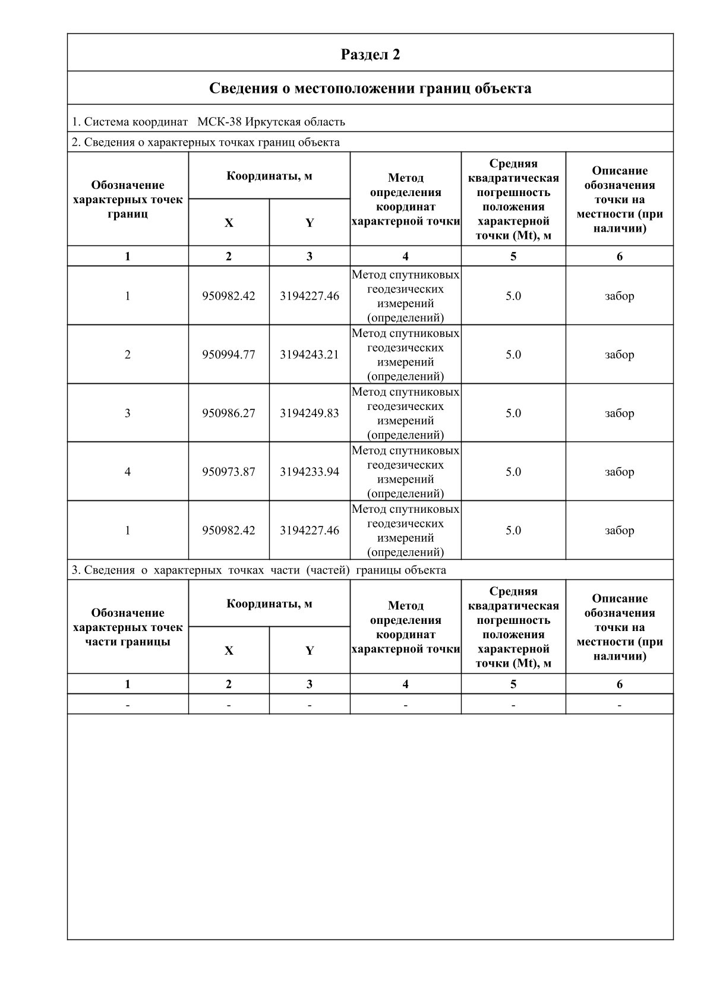 Раздел 2
Сведения о местоположении границ объекта
1. Система координат МСК-38 Иркутская область
2. Сведения о характерных точках границ объекта
Обозначение
характерных точек
границ
Координаты, м
X
Y
Метод
определения
координат
характерной точки
Средняя
квадратическая
погрешность
положения
характерной
точки (Mt), м
Описание
обозначения
точки на
местности (при
наличии)
1
2
3
4
5
6
1
950982.42
3194227.46
Метод спутниковых
геодезических
измерений
(определений)
5.0
забор
2
950994.77
3194243.21
Метод спутниковых
геодезических
измерений
(определений)
5.0
забор
3
950986.27
3194249.83
Метод спутниковых
геодезических
измерений
(определений)
5.0
забор
4
950973.87
3194233.94
Метод спутниковых
геодезических
измерений
(определений)
5.0
забор
1
950982.42
3194227.46
Метод спутниковых
геодезических
измерений
(определений)
5.0
забор
3. Сведения о характерных точках части (частей) границы объекта
Обозначение
характерных точек
части границы
Координаты, м
X
Y
Метод
определения
координат
характерной точки
Средняя
квадратическая
погрешность
положения
характерной
точки (Mt), м
Описание
обозначения
точки на
местности (при
наличии)
1
2
3
4
5
6
-
-
-
-
-
-